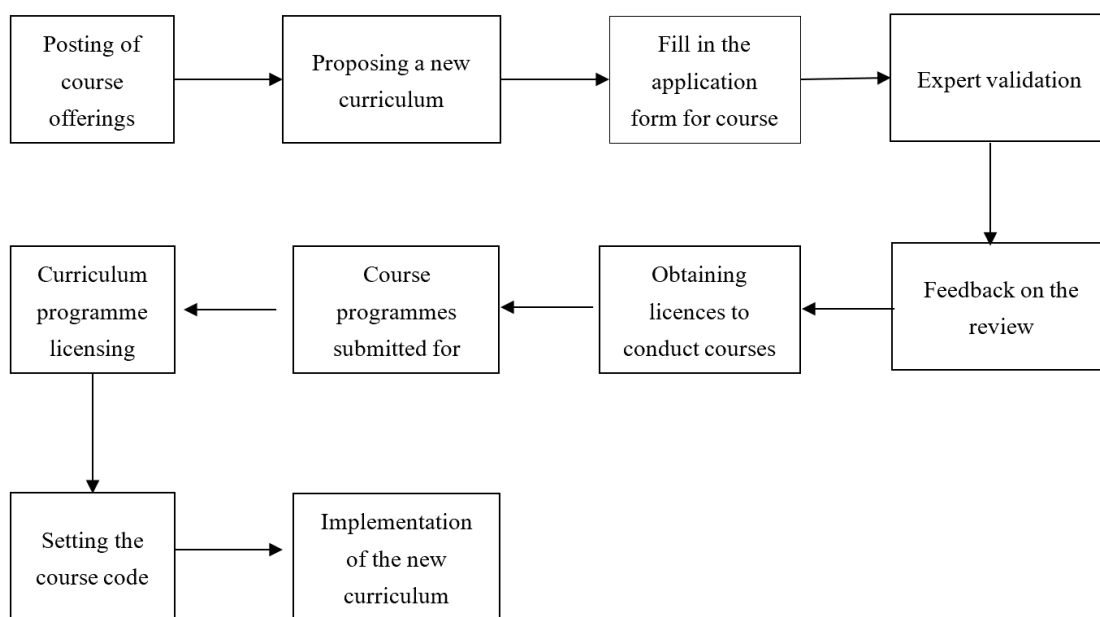 Posting of
course
offerings
Proposing a new
curriculum
Fill in the
application
form for course
Expert validation
Feedback on the
review
Obtaining
licences to
conduct courses
Course
programmes
submitted for
Curriculum
programme
licensing
Setting the
course code
Implementation
of the new
curriculum